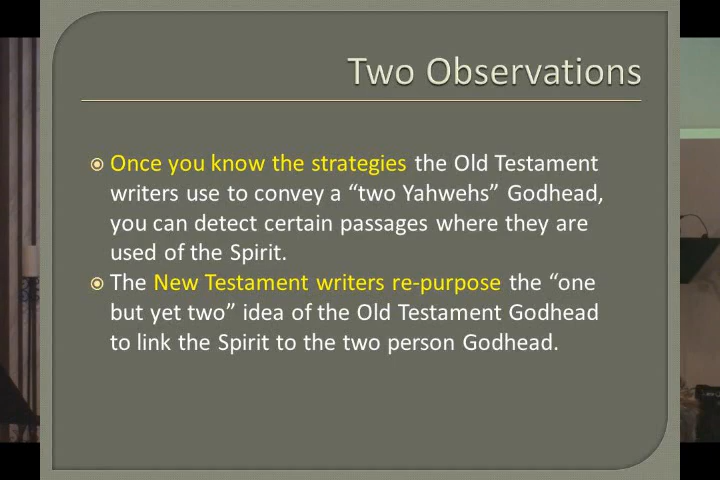 Two Observations
Once you know the strategies the Old Testament
writers use to convey a “two Yahwehs” Godhead,
you can detect certain passages where they are
used of the Spirit.
The New Testament writers re-purpose the “one
but yet two” idea of the Old Testament Godhead
to link the Spirit to the two person Godhead.